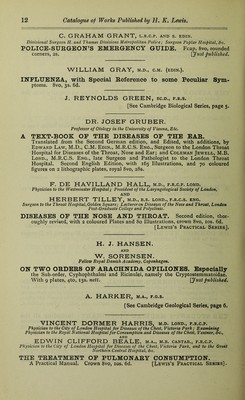 12 Catalogue of Works Published by H. K. Lewis.
C. GRAHAM GRANT, L.R.C.P. AND S. EDIN.
Divisional Surgeon H. and Thames Divisions Metropolitan Police; Surgeon Poplar Hospital, &c.
POLICE-SURGEON'S EMERGENCY GUIDE. Fcap. 8vo, rounded
corners, 2s. [Just published.
WILLIAM GRAY, M.D., C.M. (EDIN.).
INFLUENZA, with Special Reference to some Peculiar Sym-
ptoms. 8vo, 3s. 6d.
J. REYNOLDS GREEN, SC.D., F.R.S.
[See Cambridge Biological Series, page 5.
DR. JOSEF GRUBER.
Professor of Otology in the University of Vienna, Etc.
A TEXT-BOOK OF THE DISEASES OF THE EAR.
Translated from the Second German edition, and Edited, with additions, by
EDWARD LAW, M.D., C.M. EDIN., M.R.C.S. ENG., Surgeon to the London Throat
Hospital for Diseases of the Throat, Nose and Ear; and COLEMAN JEWELL, M.B.
LOND., M.R.C.S. ENG., late Surgeon and Pathologist to the London Throat
Hospital. Second English Edition, with 165 Illustrations, and 70 coloured
figures on 2 lithographic plates, royal 8vo, 28s.
F. DE HAVILLAND HALL, M.D., F.R.C.P. LOND.
Physician to the Westminster Hospital; President of the Laryngological Society of London,
AND
HERBERT TILLEY, M.D., B.S. LOND., F.R.C.S. ENG.
Surgeon to the Throat Hospital, Golden Square; Lecturer on Diseases of the Nose and Throat, London
Post-Graduate College and Polyclinic.
DISEASES OF THE NOSE AND THROAT. Second edition, thor-
oughly revised, with 2 coloured Plates and 80 Illustrations, crown 8vo, 10s. 6d.
[LEWIS'S PRACTICAL SERIES].
H. J. HANSEN.
AND
W. SORENSEN.
Fellow Royal Danish Academy, Copenhagen.
ON TWO ORDERS OF ARACHNIDA OPILIONES. Especially
the Sub-order, Cyphophthalmi and Ricinulei, namely the Cryptostemmatoidae.
With 9 plates, 4to, 15s. nett. [Just published.
A. HARKER, M.A., F.G.S.
[See Cambridge Geological Series, page 6.
VINCENT DORMER HARRIS, M.D. LOND., F.R.C.P.
Physician to the City of London Hospital for Diseases of the Chest, Victoria Park; Examining
Physician to the Royal National Hospital for Consumption and Diseases of the Chest, Ventnor, &c.,
AND
EDWIN CLIFFORD BEALE, M.A., M.B. CANTAB., F.R.C.P.
Physician to the City of London Hospital for Diseases of the Chest, Victoria Park, and to the Great
Northern Central Hospital, &c.
THE TREATMENT OF PULMONARY CONSUMPTION.
A Practical Manual. Crown 8vo, 10s. 6d. [LEWIS'S PRACTICAL SERIES].